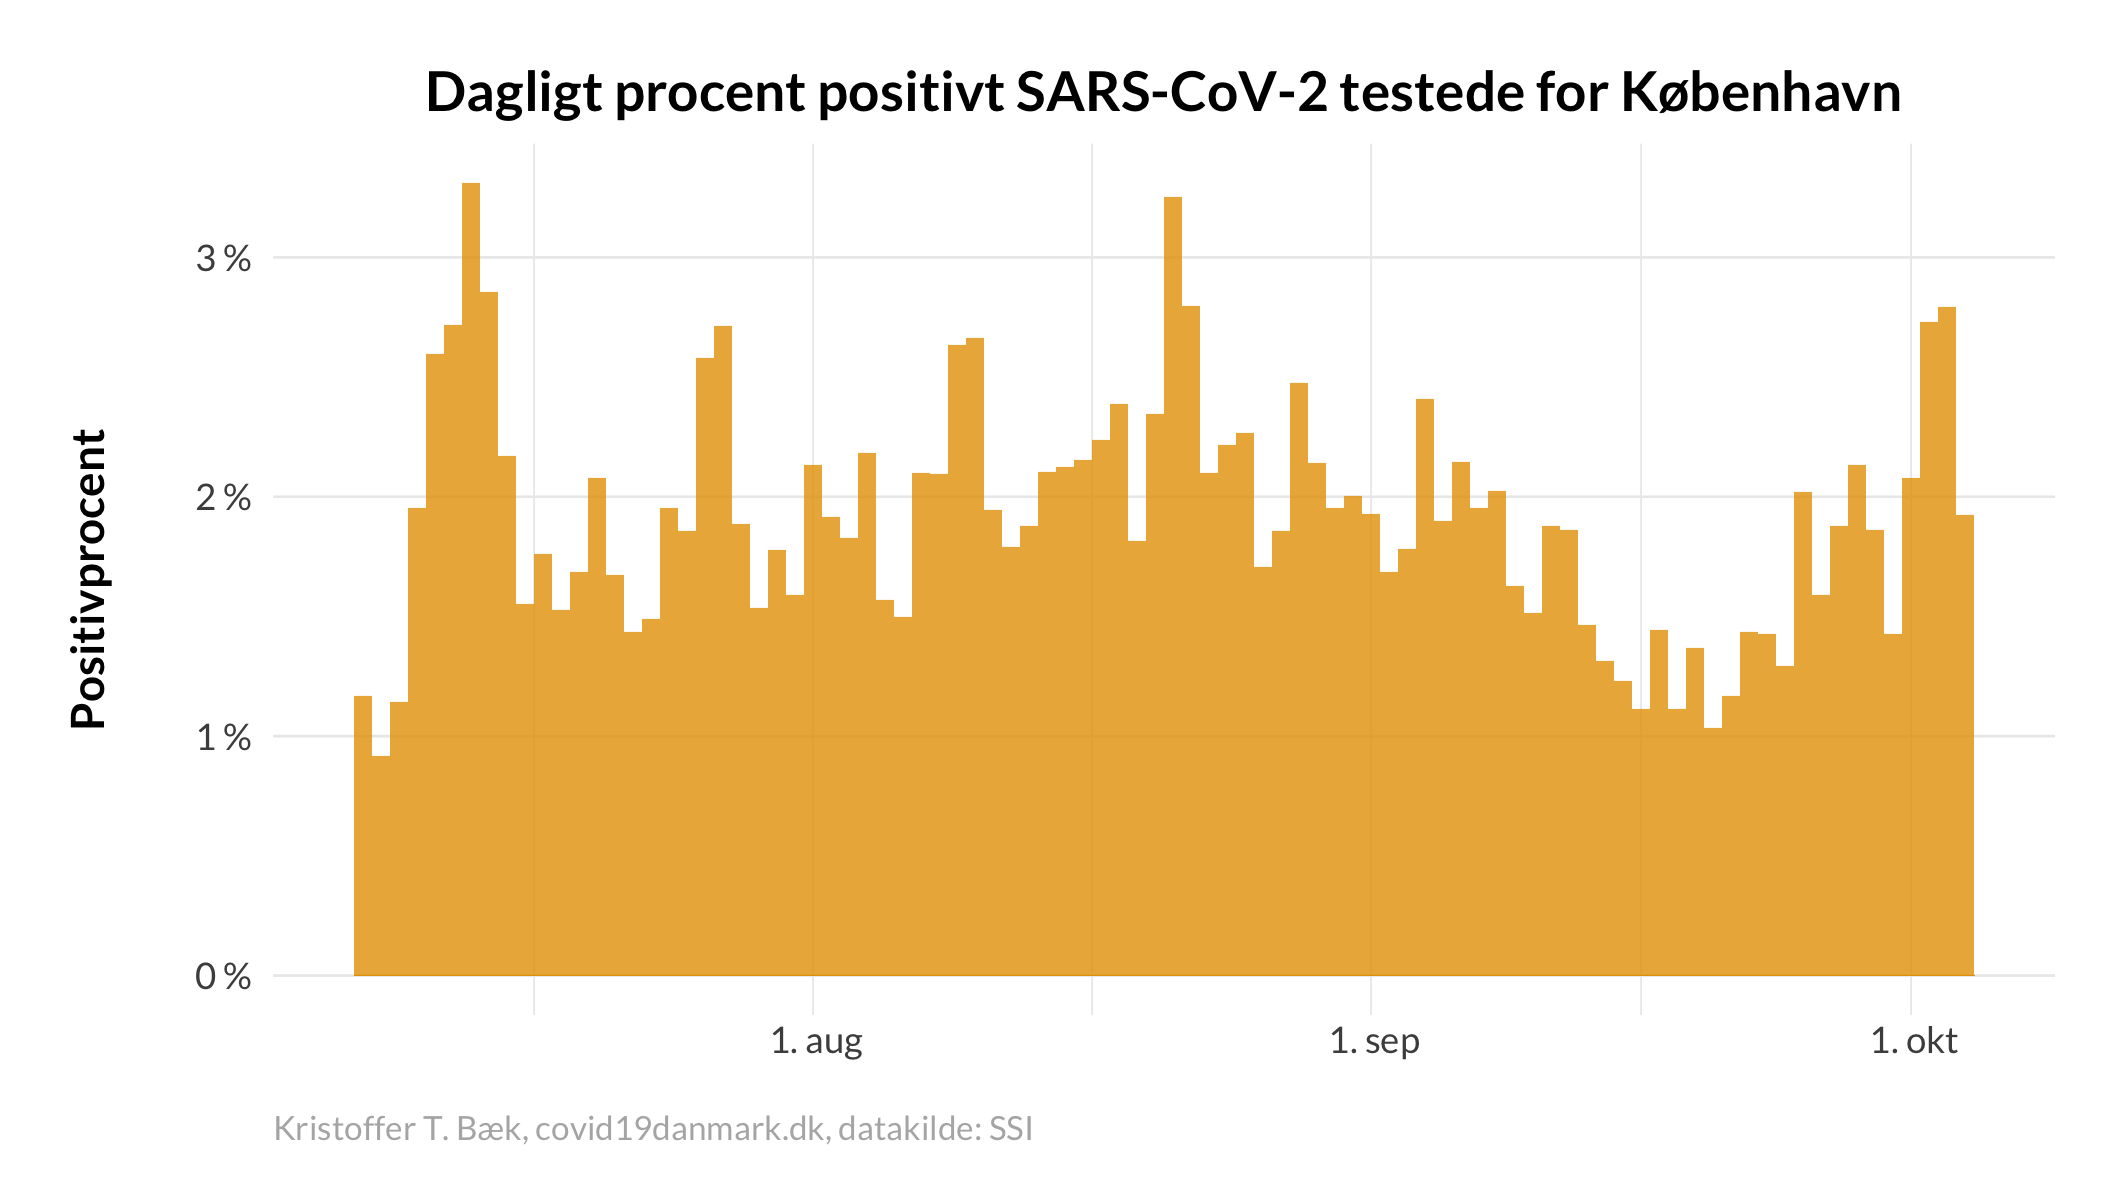 Dagligt procent positivt SARS-CoV-2 testede for København
Positivprocent
3 %
2 %
1 %
0 %
1. aug
1. sep
1. okt
Kristoffer T. Bæk, covid19danmark.dk, datakilde: SSI